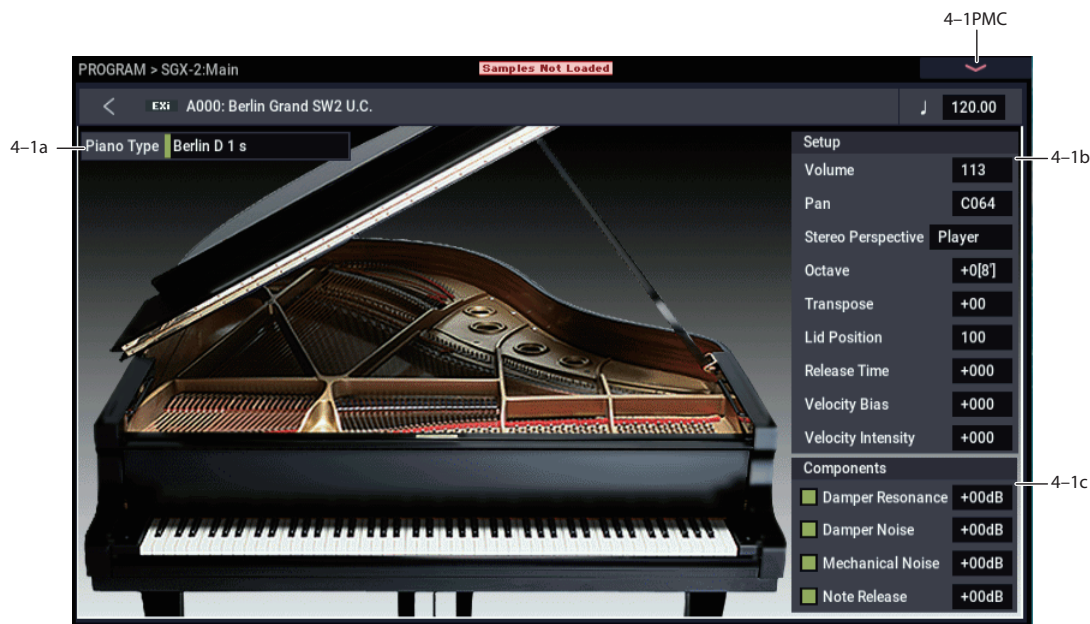 4–1PMC
PROGRAM > SGX-2:Main
Samples Not Loaded
EXi A000: Berlin Grand SW2 U.C.
♩ 120.00
4–1a
Piano Type Berlin D 1 s
Setup
4–1b
Volume 113
Pan C064
Stereo Perspective Player
Octave +0[8']
Transpose +00
Lid Position 100
Release Time +000
Velocity Bias +000
Velocity Intensity +000
Components
4–1c
Damper Resonance +00dB
Damper Noise +00dB
Mechanical Noise +00dB
Note Release +00dB